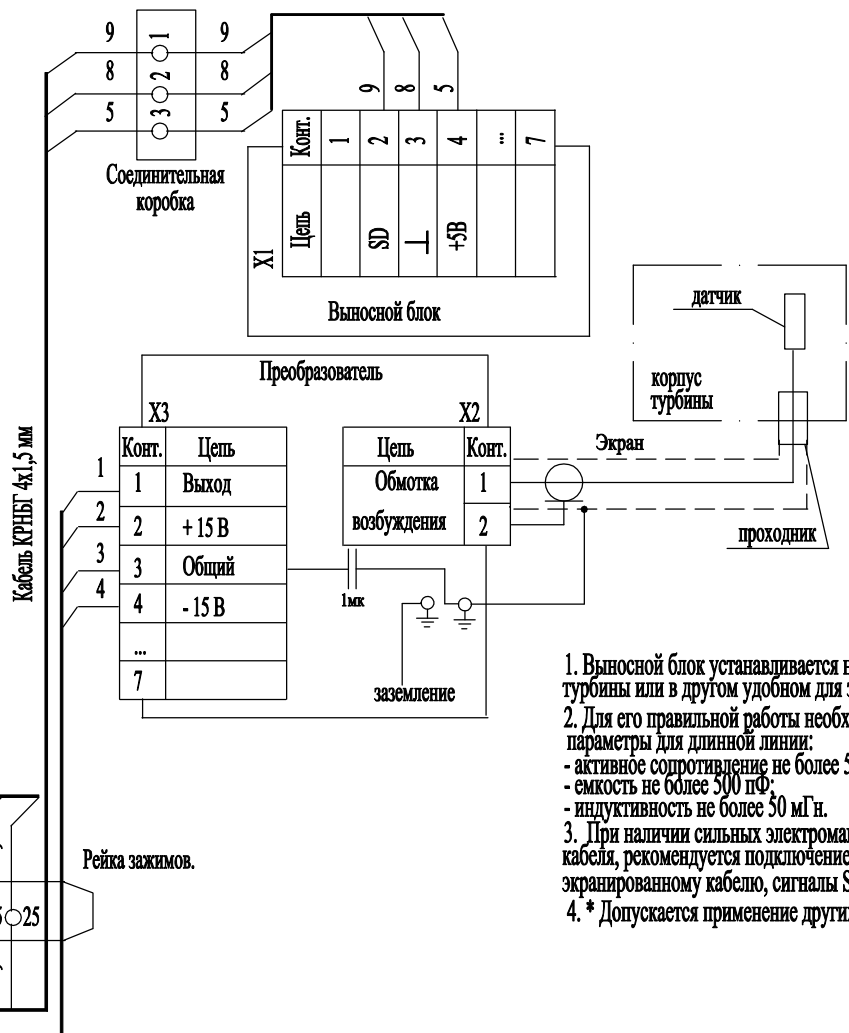 9 9
8 8
5 5
1
2
3
Соединительная
коробка
9
8
5
Конт. 1 2 3 4 ... 7
Цепь SD ⊥ +5В
X1
Выносной блок
датчик
корпус
турбины
проходник
Экран
Преобразователь
X3 X2
Конт. Цепь
1 Выход
2 + 15 В
3 Общий
4 - 15 В
...
7
Цепь Конт.
Обмотка 1
возбуждения 2
1
2
3
4
1мк
заземление
Кабель КРНБГ 4х1,5 мм
1. Выносной блок устанавливается
турбины или в другом удобном для
2. Для его правильной работы
параметры для длинной линии:
- активное сопротивление не более
- емкость не более 500 пФ;
- индуктивность не более 50 мГн.
3. При наличии сильных
кабеля, рекомендуется подключение
экранированному кабелю, сигналы
4. * Допускается применение
Рейка зажимов.
25